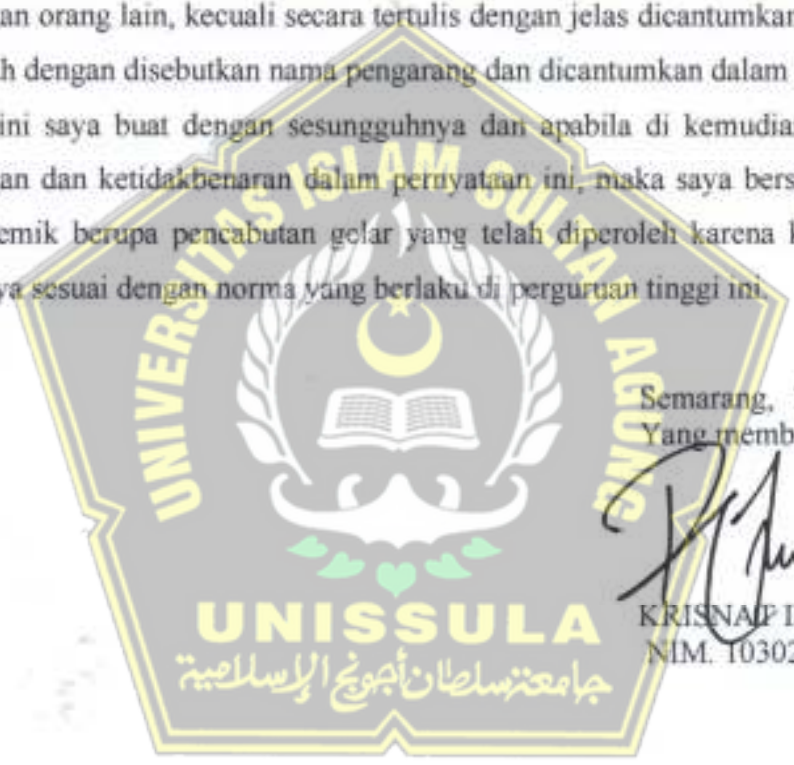 an orang lain, kecuali secara tertulis dengan jelas dicantumkan
h dengan disebutkan nama pengarang dan dicantumkan dalam
ini saya buat dengan sesungguhnya dan apabila di kemudia
an dan ketidakbenaran dalam pernyataan ini, maka saya bers
emik berupa pencabutan gelar yang telah diperoleh karena k
ya sesuai dengan norma yang berlaku di perguruan tinggi ini.
UNIVERSITAS ISLAM SULTAN AGUNG
Semarang,
Yang memb
UNISSULA
جامعة سلطان أجونج الإسلامية
NIM. 10302